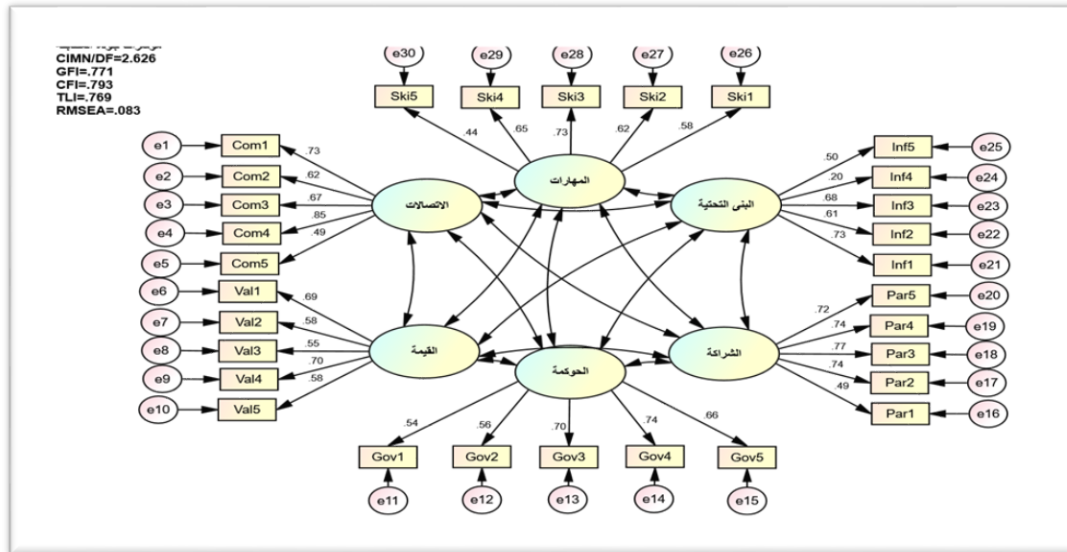 CIMN/DF=2.626
GFI=.771
CFI=.793
TLI=.769
RMSEA=.083
e30 e29 e28 e27 e26
Ski5 Ski4 Ski3 Ski2 Ski1
.44 .65 .73 .62 .58
المهارات
e1 Com1 .73
e2 Com2 .62
e3 Com3 .67
e4 Com4 .85
e5 Com5 .49
الاتصالات
البنى التحتية
.50 Inf5 e25
.20 Inf4 e24
.68 Inf3 e23
.61 Inf2 e22
.73 Inf1 e21
e6 Val1 .69
e7 Val2 .58
e8 Val3 .55
e9 Val4 .70
e10 Val5 .58
القيمة
الحوكمة
الشراكة
.72 Par5 e20
.74 Par4 e19
.77 Par3 e18
.74 Par2 e17
.49 Par1 e16
.54 .56 .70 .74 .66
Gov1 Gov2 Gov3 Gov4 Gov5
e11 e12 e13 e14 e15